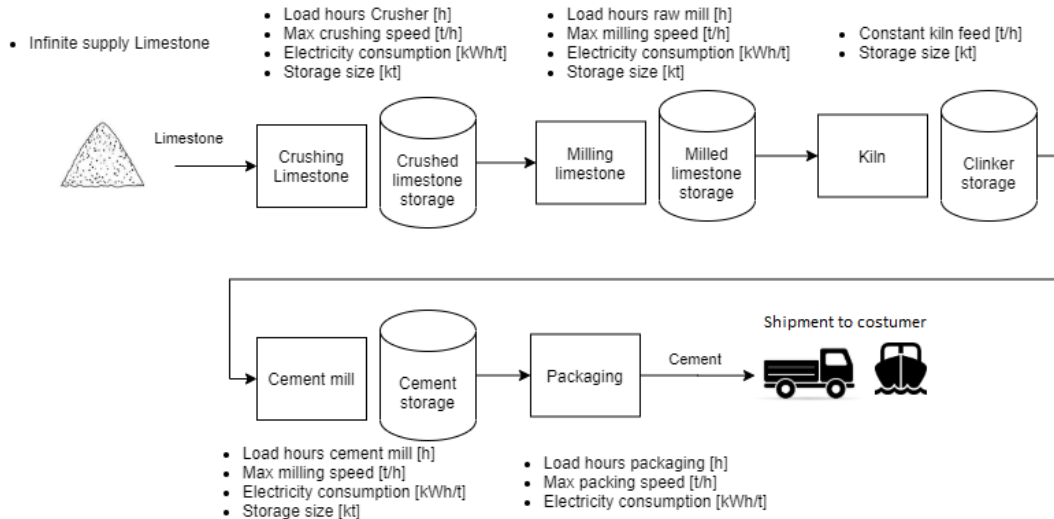 • Infinite supply Limestone
• Load hours Crusher [h]
• Max crushing speed [t/h]
• Electricity consumption [kWh/t]
• Storage size [kt]
• Load hours raw mill [h]
• Max milling speed [t/h]
• Electricity consumption [kWh/t]
• Storage size [kt]
• Constant kiln feed [t/h]
• Storage size [kt]
Limestone
Crushing
Limestone
Crushed
limestone
storage
Milling
limestone
Milled
limestone
storage
Kiln
Clinker
storage
Cement mill
Cement
storage
Packaging
Cement
Shipment to costumer
• Load hours cement mill [h]
• Max milling speed [t/h]
• Electricity consumption [kWh/t]
• Storage size [kt]
• Load hours packaging [h]
• Max packing speed [t/h]
• Electricity consumption [kWh/t]